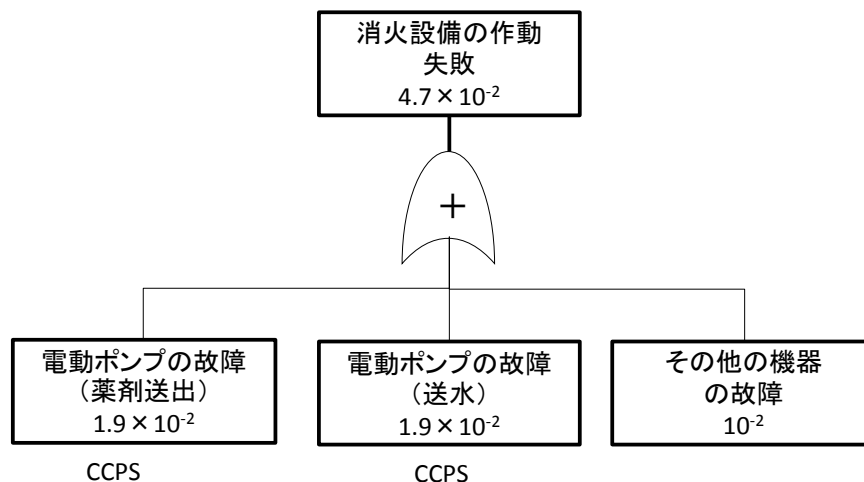 消火設備の作動
失敗
4.7×10⁻²
+
電動ポンプの故障
（薬剤送出）
1.9×10⁻²
電動ポンプの故障
（送水）
1.9×10⁻²
その他の機器
の故障
10⁻²
CCPS
CCPS